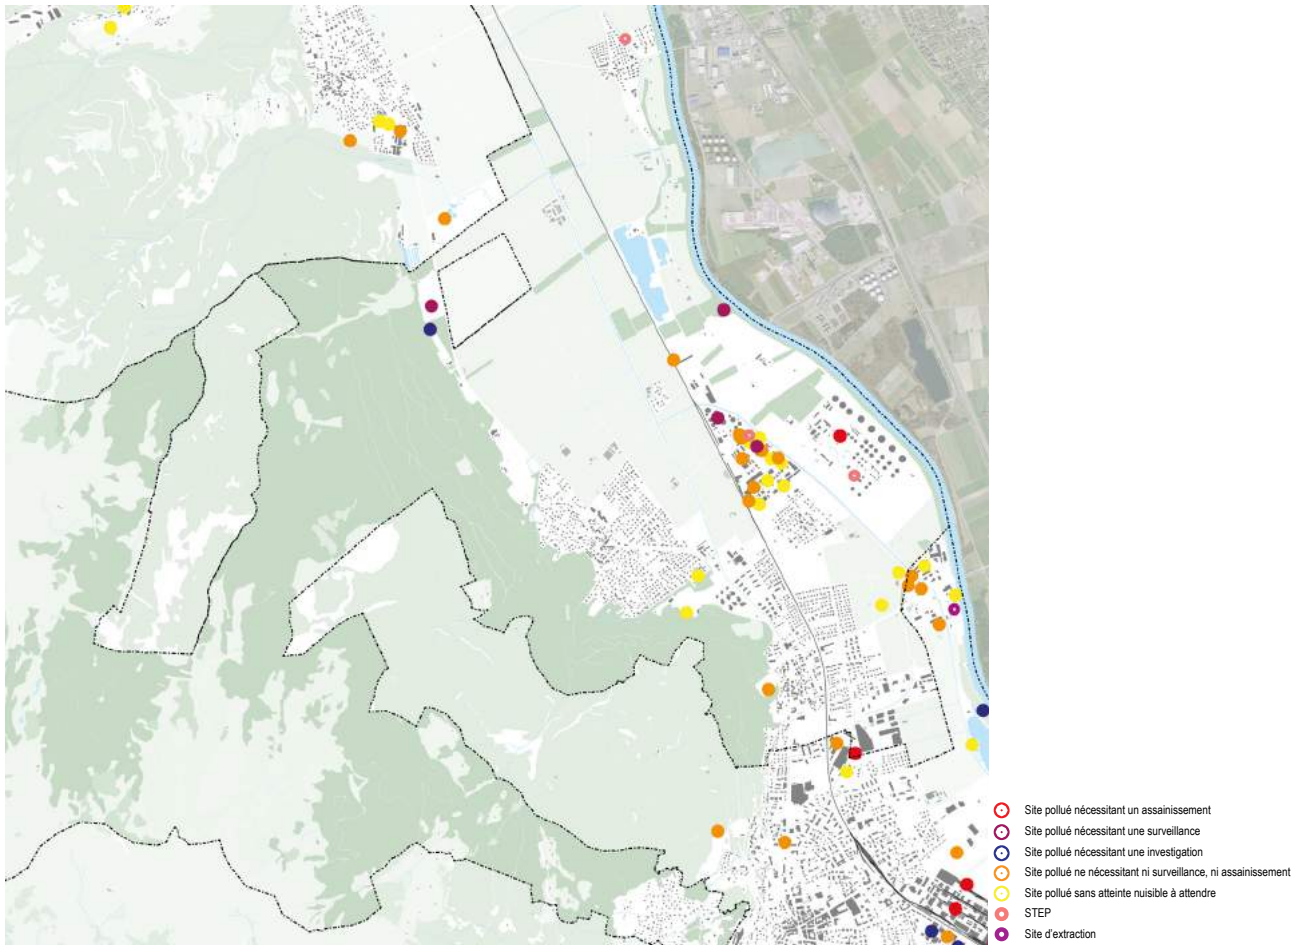 Site pollué nécessitant un assainissement
Site pollué nécessitant une surveillance
Site pollué nécessitant une investigation
Site pollué ne nécessitant ni surveillance, ni assainissement
Site pollué sans atteinte nuisible à attendre
STEP
Site d'extraction